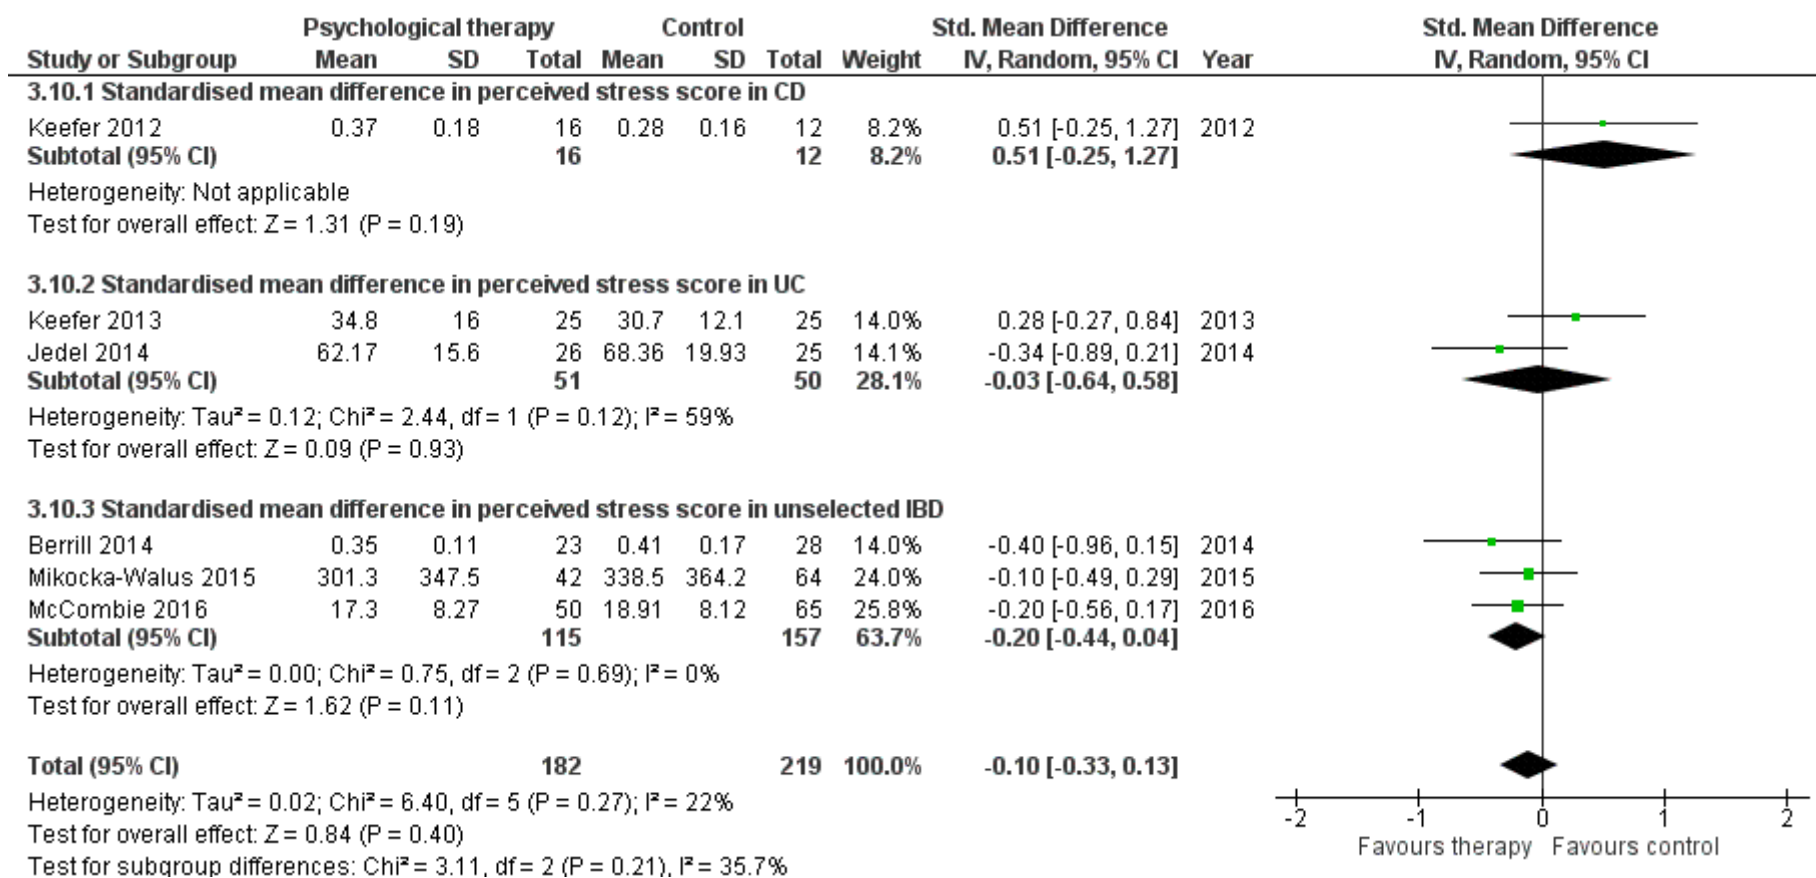 Psychological therapy Control Std. Mean Difference Std. Mean Difference
Study or Subgroup Mean SD Total Mean SD Total Weight IV, Random, 95% CI Year IV, Random, 95% CI
3.10.1 Standardised mean difference in perceived stress score in CD
Keefer 2012 0.37 0.18 16 0.28 0.16 12 8.2% 0.51 [-0.25, 1.27] 2012
Subtotal (95% CI) 16 12 8.2% 0.51 [-0.25, 1.27]
Heterogeneity: Not applicable
Test for overall effect: Z = 1.31 (P = 0.19)
3.10.2 Standardised mean difference in perceived stress score in UC
Keefer 2013 34.8 16 25 30.7 12.1 25 14.0% 0.28 [-0.27, 0.84] 2013
Jedel 2014 62.17 15.6 26 68.36 19.93 25 14.1% -0.34 [-0.89, 0.21] 2014
Subtotal (95% CI) 51 50 28.1% -0.03 [-0.64, 0.58]
Heterogeneity: Tau² = 0.12; Chi² = 2.44, df = 1 (P = 0.12); I² = 59%
Test for overall effect: Z = 0.09 (P = 0.93)
3.10.3 Standardised mean difference in perceived stress score in unselected IBD
Berrill 2014 0.35 0.11 23 0.41 0.17 28 14.0% -0.40 [-0.96, 0.15] 2014
Mikocka-Walus 2015 301.3 347.5 42 338.5 364.2 64 24.0% -0.10 [-0.49, 0.29] 2015
McCombie 2016 17.3 8.27 50 18.91 8.12 65 25.8% -0.20 [-0.56, 0.17] 2016
Subtotal (95% CI) 115 157 63.7% -0.20 [-0.44, 0.04]
Heterogeneity: Tau² = 0.00; Chi² = 0.75, df = 2 (P = 0.69); I² = 0%
Test for overall effect: Z = 1.62 (P = 0.11)
Total (95% CI) 182 219 100.0% -0.10 [-0.33, 0.13]
Heterogeneity: Tau² = 0.02; Chi² = 6.40, df = 5 (P = 0.27); I² = 22%
Test for overall effect: Z = 0.84 (P = 0.40)
Test for subgroup differences: Chi² = 3.11, df = 2 (P = 0.21), I² = 35.7%
-2 -1 0 1 2
Favours therapy Favours control